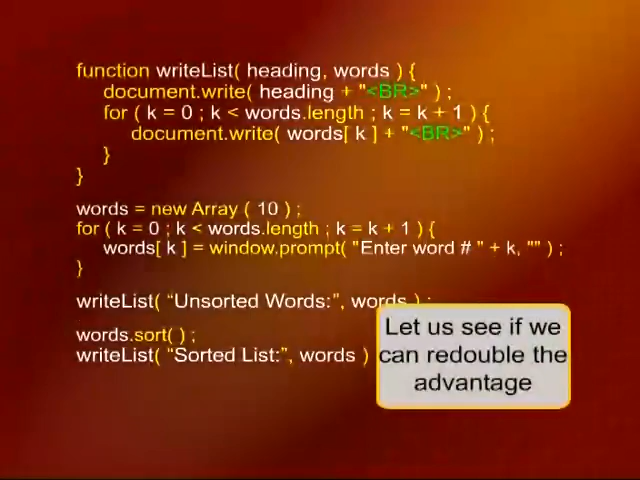 function writeList( heading, words ) {
document.write( heading + "<BR>" ) ;
for ( k = 0 ; k < words.length ; k = k + 1 ) {
document.write( words[ k ] + "<BR>" ) ;
}
}
words = new Array ( 10 ) ;
for ( k = 0 ; k < words.length ; k = k + 1 ) {
words[ k ] = window.prompt( "Enter word # " + k, "" ) ;
}
writeList( “Unsorted Words:”, words ) ;
words.sort( ) ;
writeList( “Sorted List:”, words )
Let us see if we
can redouble the
advantage